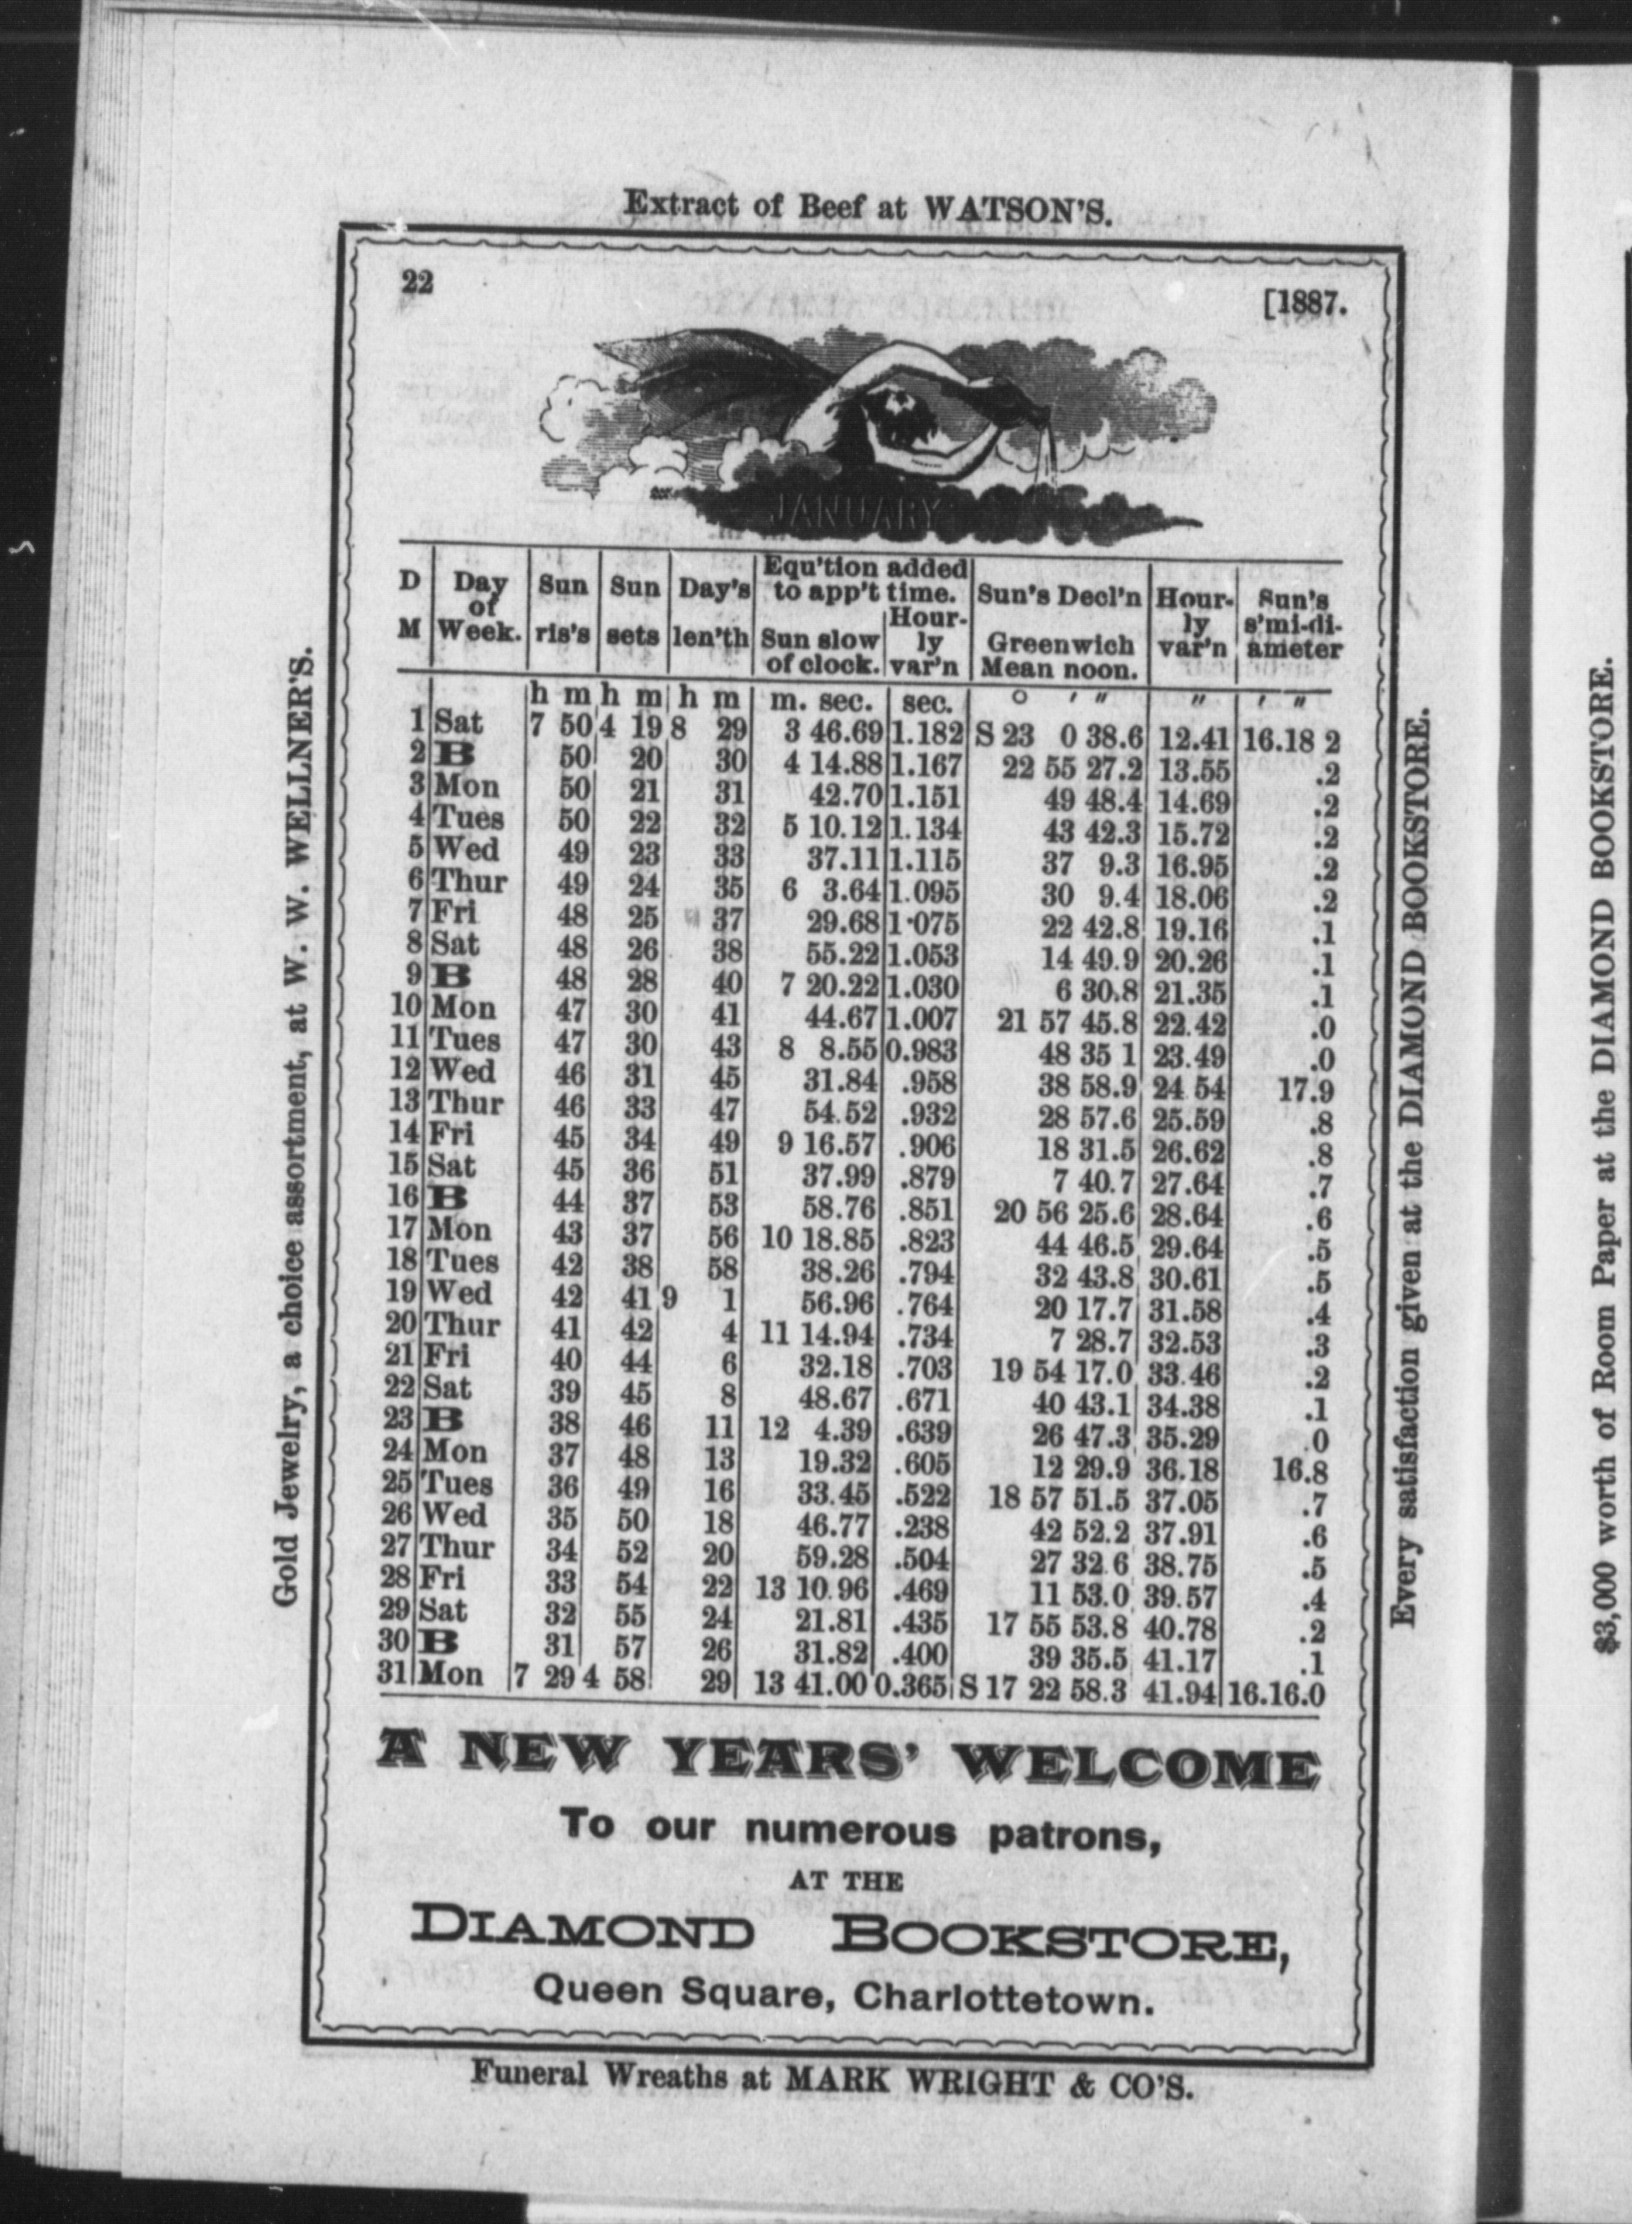 Extract of Beef at WATSON'S.
22
[1887.
JANUARY
D M | Day of Week. | Sun ris's | Sun sets | Day's len'th | Equ'tion added to app't time. Sun slow of clock. | Hour-ly var'n | Sun's Decl'n Greenwich Mean noon. | Hour-ly var'n | Sun's s'mi-di-ameter
h m h m h m m. sec. sec. ° ′ ″ ″ ′ ″
1 Sat 7 50 4 19 8 29 3 46.69 1.182 S 23 0 38.6 12.41 16.18 2
2 B 50 20 30 4 14.88 1.167 22 55 27.2 13.55 .2
3 Mon 50 21 31 42.70 1.151 49 48.4 14.69 .2
4 Tues 50 22 32 5 10.12 1.134 43 42.3 15.72 .2
5 Wed 49 23 33 37.11 1.115 37 9.3 16.95 .2
6 Thur 49 24 35 6 3.64 1.095 30 9.4 18.06 .2
7 Fri 48 25 37 29.68 1·075 22 42.8 19.16 .1
8 Sat 48 26 38 55.22 1.053 14 49.9 20.26 .1
9 B 48 28 40 7 20.22 1.030 6 30.8 21.35 .1
10 Mon 47 30 41 44.67 1.007 21 57 45.8 22.42 .0
11 Tues 47 30 43 8 8.55 0.983 48 35 1 23.49 .0
12 Wed 46 31 45 31.84 .958 38 58.9 24 54 17.9
13 Thur 46 33 47 54.52 .932 28 57.6 25.59 .8
14 Fri 45 34 49 9 16.57 .906 18 31.5 26.62 .8
15 Sat 45 36 51 37.99 .879 7 40.7 27.64 .7
16 B 44 37 53 58.76 .851 20 56 25.6 28.64 .6
17 Mon 43 37 56 10 18.85 .823 44 46.5 29.64 .5
18 Tues 42 38 58 38.26 .794 32 43.8 30.61 .5
19 Wed 42 41 9 1 56.96 .764 20 17.7 31.58 .4
20 Thur 41 42 4 11 14.94 .734 7 28.7 32.53 .3
21 Fri 40 44 6 32.18 .703 19 54 17.0 33.46 .2
22 Sat 39 45 8 48.67 .671 40 43.1 34.38 .1
23 B 38 46 11 12 4.39 .639 26 47.3 35.29 .0
24 Mon 37 48 13 19.32 .605 12 29.9 36.18 16.8
25 Tues 36 49 16 33.45 .522 18 57 51.5 37.05 .7
26 Wed 35 50 18 46.77 .238 42 52.2 37.91 .6
27 Thur 34 52 20 59.28 .504 27 32.6 38.75 .5
28 Fri 33 54 22 13 10.96 .469 11 53.0 39.57 .4
29 Sat 32 55 24 21.81 .435 17 55 53.8 40.78 .2
30 B 31 57 26 31.82 .400 39 35.5 41.17 .1
31 Mon 7 29 4 58 29 13 41.00 0.365 S 17 22 58.3 41.94 16.16.0
A NEW YEARS' WELCOME
To our numerous patrons,
AT THE
DIAMOND BOOKSTORE,
Queen Square, Charlottetown.
Funeral Wreaths at MARK WRIGHT & CO'S.
Gold Jewelry, a choice assortment, at W. W. WELLNER'S.
Every satisfaction given at the DIAMOND BOOKSTORE.
$3,000 worth of Room Paper at the DIAMOND BOOKSTORE.